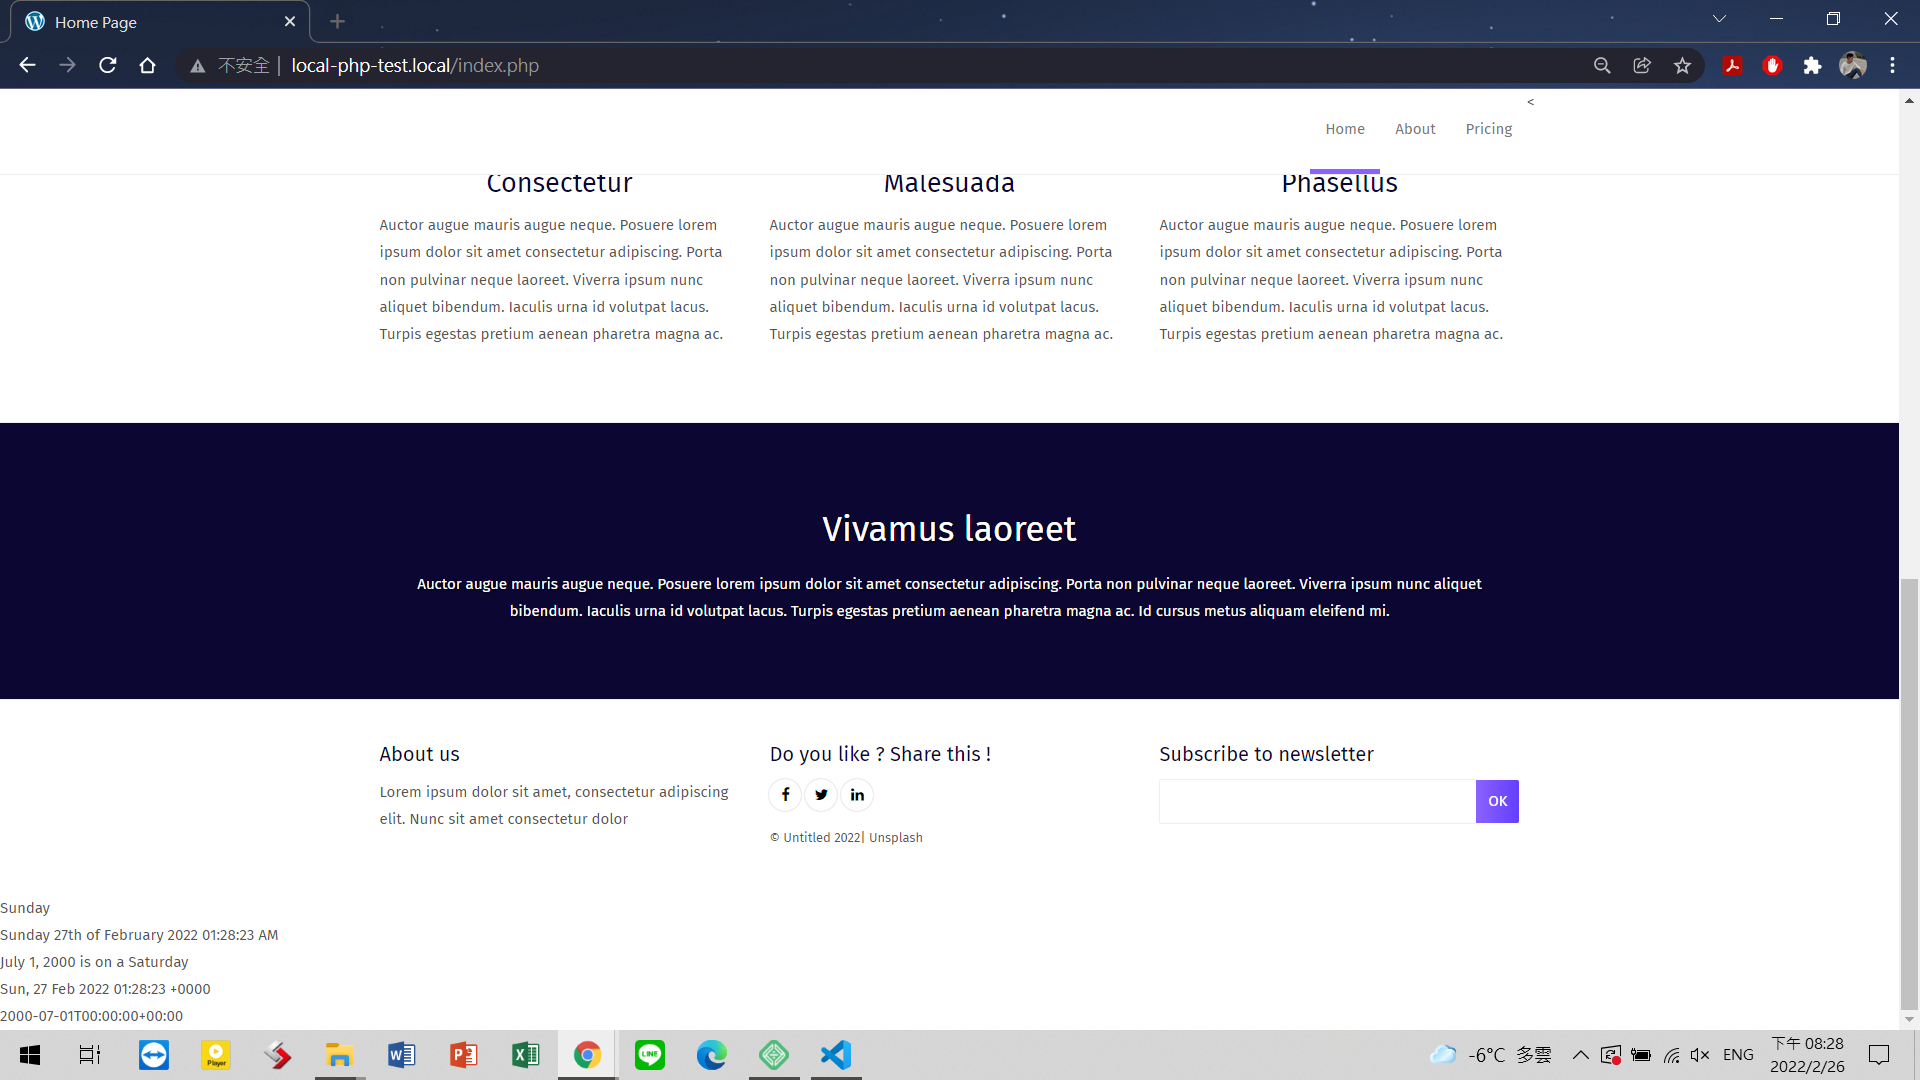 Home Page
不安全
local-php-test.local/index.php
<
Home
About
Pricing
Consectetur
Auctor augue mauris augue neque. Posuere lorem
ipsum dolor sit amet consectetur adipiscing. Porta
non pulvinar neque laoreet. Viverra ipsum nunc
aliquet bibendum. Iaculis urna id volutpat lacus.
Turpis egestas pretium aenean pharetra magna ac.
Malesuada
Auctor augue mauris augue neque. Posuere lorem
ipsum dolor sit amet consectetur adipiscing. Porta
non pulvinar neque laoreet. Viverra ipsum nunc
aliquet bibendum. Iaculis urna id volutpat lacus.
Turpis egestas pretium aenean pharetra magna ac.
Phasellus
Auctor augue mauris augue neque. Posuere lorem
ipsum dolor sit amet consectetur adipiscing. Porta
non pulvinar neque laoreet. Viverra ipsum nunc
aliquet bibendum. Iaculis urna id volutpat lacus.
Turpis egestas pretium aenean pharetra magna ac.
Vivamus laoreet
Auctor augue mauris augue neque. Posuere lorem ipsum dolor sit amet consectetur adipiscing. Porta non pulvinar neque laoreet. Viverra ipsum nunc aliquet
bibendum. Iaculis urna id volutpat lacus. Turpis egestas pretium aenean pharetra magna ac. Id cursus metus aliquam eleifend mi.
About us
Lorem ipsum dolor sit amet, consectetur adipiscing
elit. Nunc sit amet consectetur dolor
Do you like ? Share this !
© Untitled 2022| Unsplash
Subscribe to newsletter
OK
Sunday
Sunday 27th of February 2022 01:28:23 AM
July 1, 2000 is on a Saturday
Sun, 27 Feb 2022 01:28:23 +0000
2000-07-01T00:00:00+00:00
Player
LINE
-6°C 多雲
ENG
下午 08:28
2022/2/26